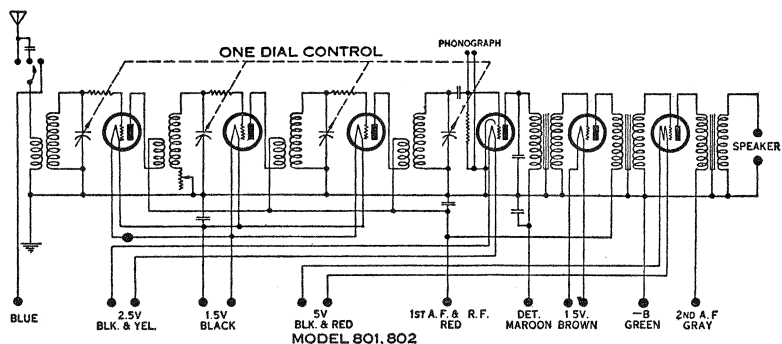 PHONOGRAPH
ONE DIAL CONTROL
SPEAKER
BLUE
2.5V
BLK. & YEL.
1.5V
BLACK
5V
BLK. & RED
1ST A.F. & R.F.
RED
DET.
MAROON
1.5V.
BROWN
—B
GREEN
2ND A.F
GRAY
MODEL 801, 802